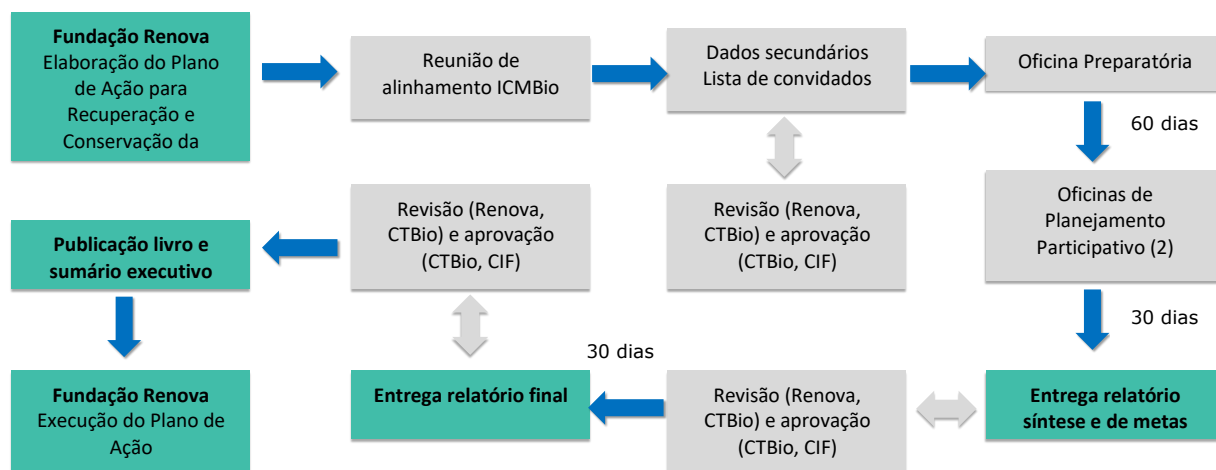 Fundação Renova
Elaboração do Plano
de Ação para
Recuperação e
Conservação da
Reunião de
alinhamento ICMBio
Dados secundários
Lista de convidados
Oficina Preparatória
60 dias
Oficinas de
Planejamento
Participativo (2)
30 dias
Revisão (Renova,
CTBio) e aprovação
(CTBio, CIF)
Revisão (Renova,
CTBio) e aprovação
(CTBio, CIF)
Publicação livro e
sumário executivo
30 dias
Fundação Renova
Execução do Plano de
Ação
Entrega relatório final
Revisão (Renova,
CTBio) e aprovação
(CTBio, CIF)
Entrega relatório
síntese e de metas